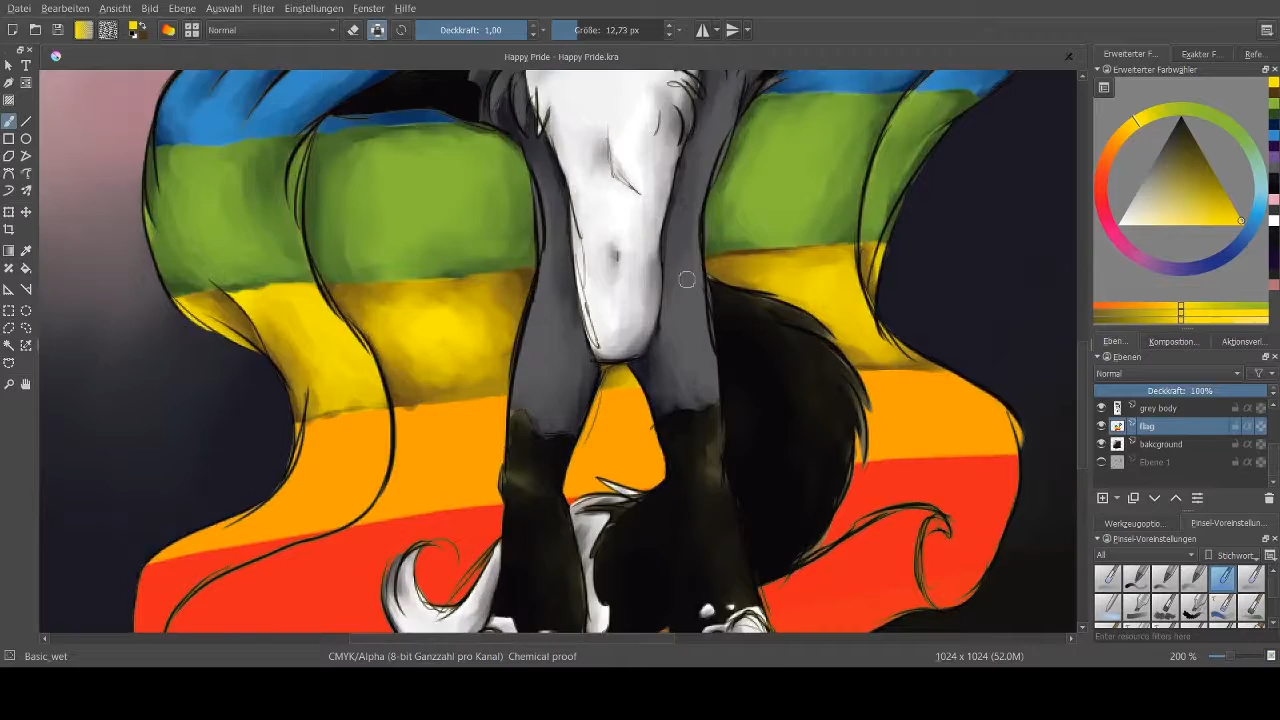 Datei Bearbeiten Ansicht Bild Ebene Auswahl Filter Einstellungen Fenster Hilfe
Normal Deckkraft: 1,00 Größe: 12,73 px
Happy Pride - Happy Pride.kra
Erweiterter F... Exakter F... Refe...
Erweiterter Farbwähler
Eben... Kompositon... Aktionsverl...
Ebenen
Normal
Deckkraft: 100%
grey body
flag
bakcground
Ebene 1
Werkzeugoptio... Pinsel-Voreinstellun...
Pinsel-Voreinstellungen
All Stichwort...
Enter resource filters here
Basic_wet CMYK/Alpha (8-bit Ganzzahl pro Kanal) Chemical proof 1024 x 1024 (52.0M) 200 %